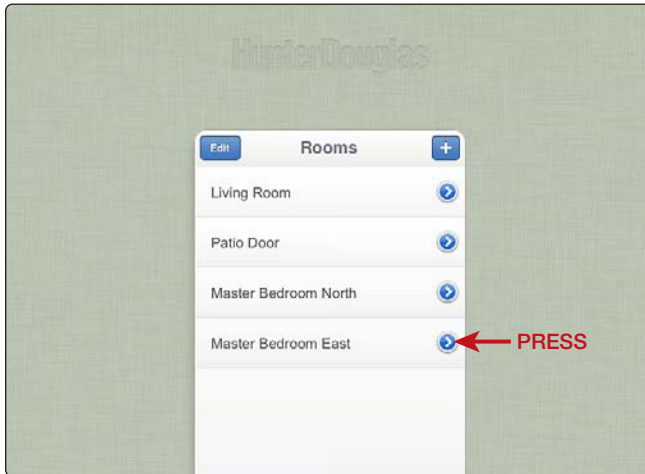 HunterDouglas
Edit Rooms +
Living Room
Patio Door
Master Bedroom North
Master Bedroom East
PRESS